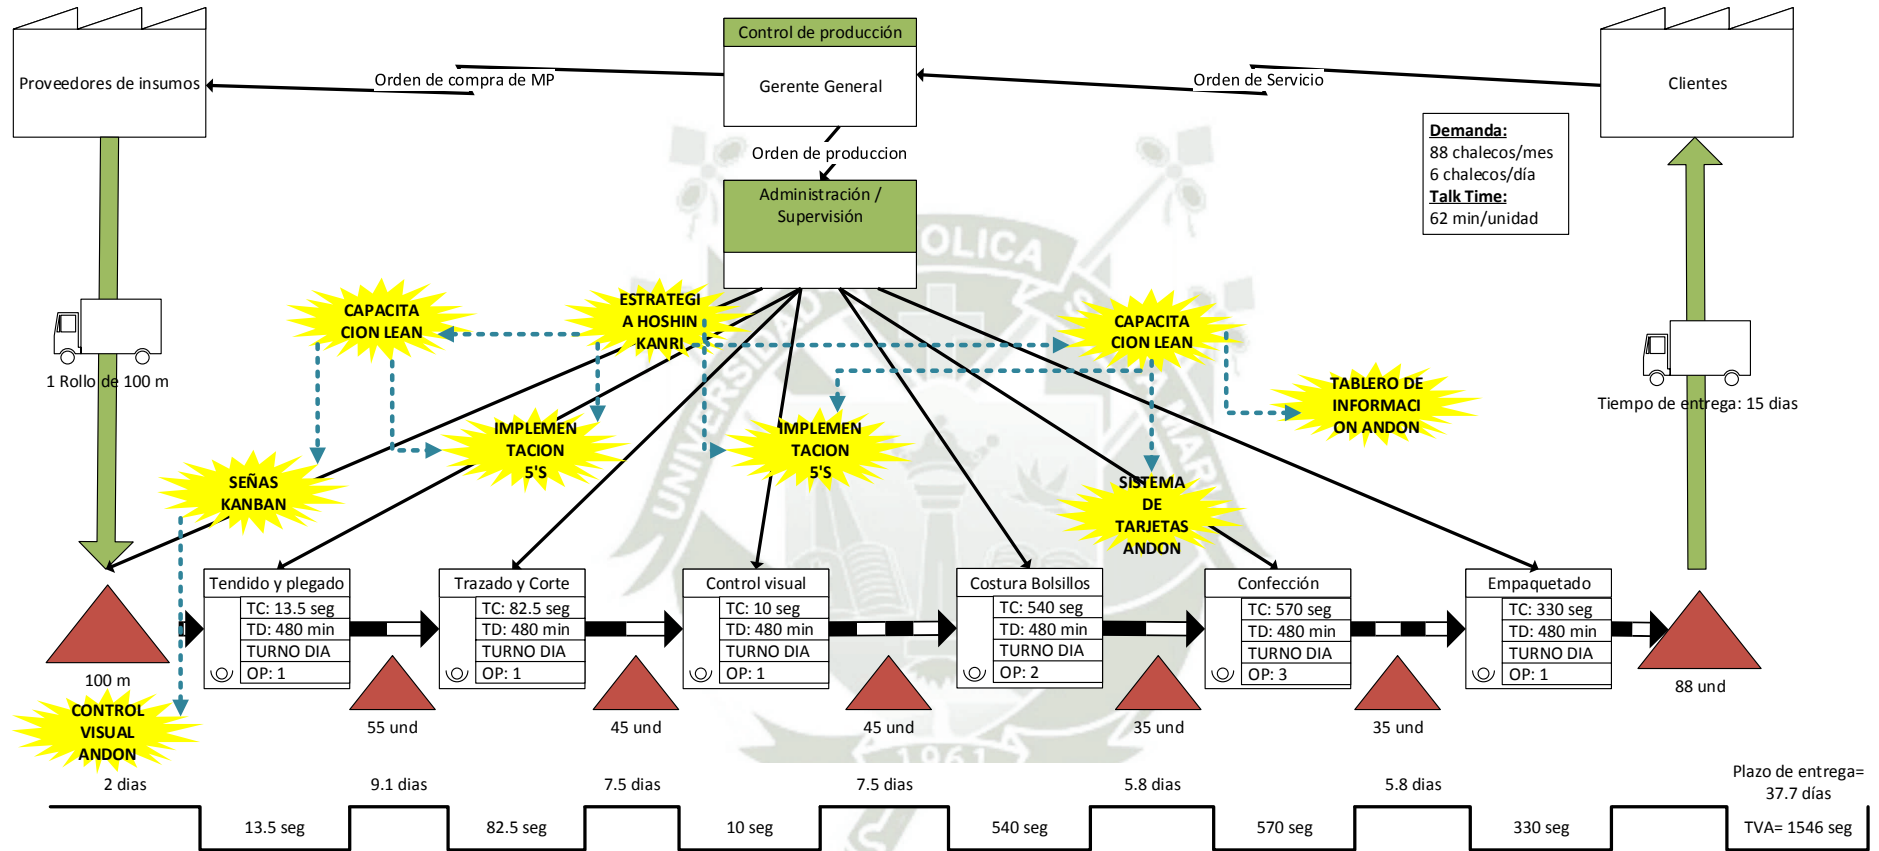 Control de producción
Gerente General
Proveedores de insumos
Orden de compra de MP
Orden de Servicio
Clientes
Demanda:
88 chalecos/mes
6 chalecos/día
Talk Time:
62 min/unidad
Orden de produccion
Administración /
Supervisión
1 Rollo de 100 m
Tiempo de entrega: 15 dias
CAPACITA
CION LEAN
ESTRATEGI
A HOSHIN
KANRI
CAPACITA
CION LEAN
TABLERO DE
INFORMACI
ON ANDON
IMPLEMEN
TACION
5'S
IMPLEMEN
TACION
5'S
SEÑAS
KANBAN
SISTEMA
DE
TARJETAS
ANDON
UNIVERSIDAD CATOLICA SANTA MARIA
1961
100 m
CONTROL
VISUAL
ANDON
Tendido y plegado
TC: 13.5 seg
TD: 480 min
TURNO DIA
OP: 1
55 und
Trazado y Corte
TC: 82.5 seg
TD: 480 min
TURNO DIA
OP: 1
45 und
Control visual
TC: 10 seg
TD: 480 min
TURNO DIA
OP: 1
45 und
Costura Bolsillos
TC: 540 seg
TD: 480 min
TURNO DIA
OP: 2
35 und
Confección
TC: 570 seg
TD: 480 min
TURNO DIA
OP: 3
35 und
Empaquetado
TC: 330 seg
TD: 480 min
TURNO DIA
OP: 1
88 und
2 dias
9.1 dias
7.5 dias
7.5 dias
5.8 dias
5.8 dias
Plazo de entrega=
37.7 días
13.5 seg
82.5 seg
10 seg
540 seg
570 seg
330 seg
TVA= 1546 seg